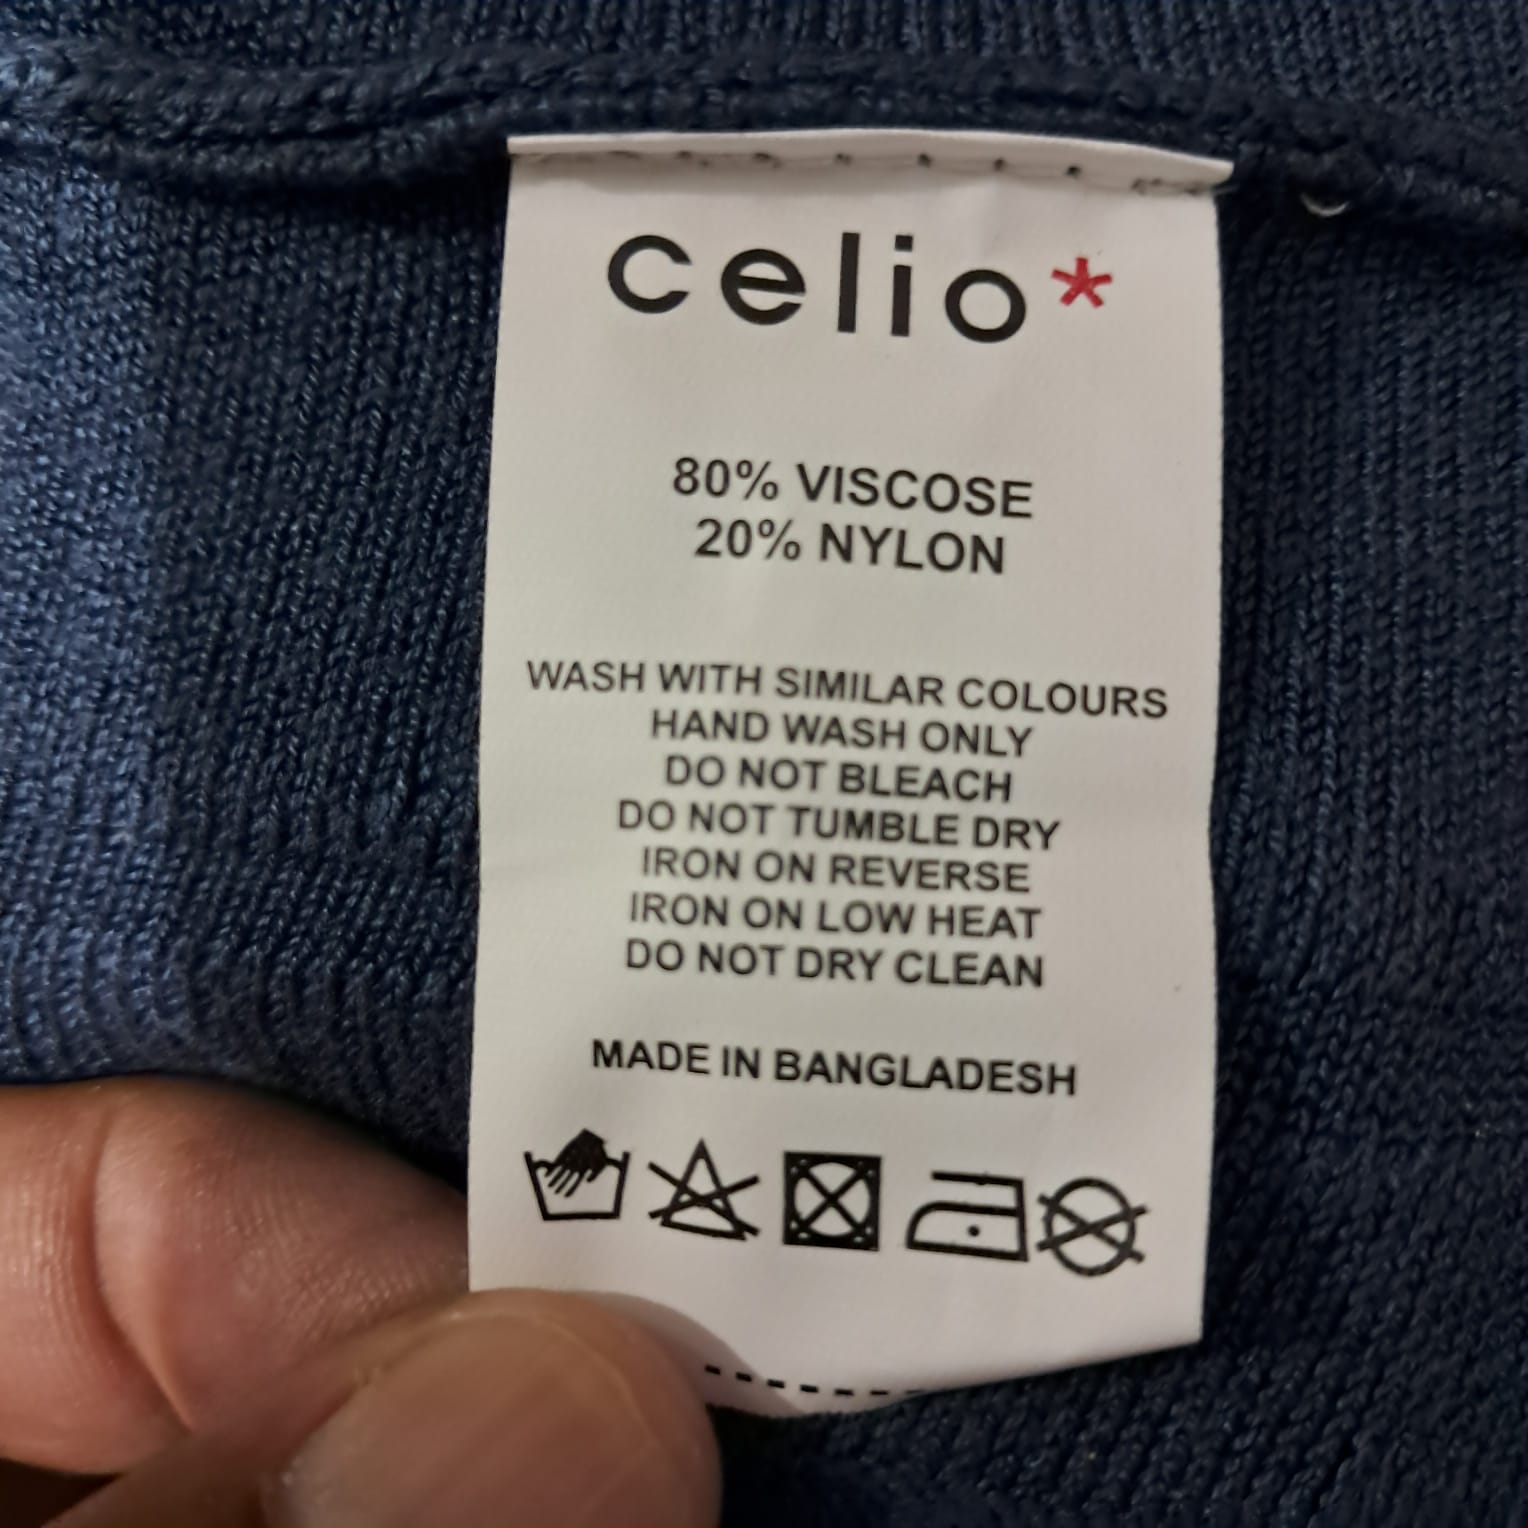 celio*
80% VISCOSE
20% NYLON
WASH WITH SIMILAR COLOURS
HAND WASH ONLY
DO NOT BLEACH
DO NOT TUMBLE DRY
IRON ON REVERSE
IRON ON LOW HEAT
DO NOT DRY CLEAN
MADE IN BANGLADESH